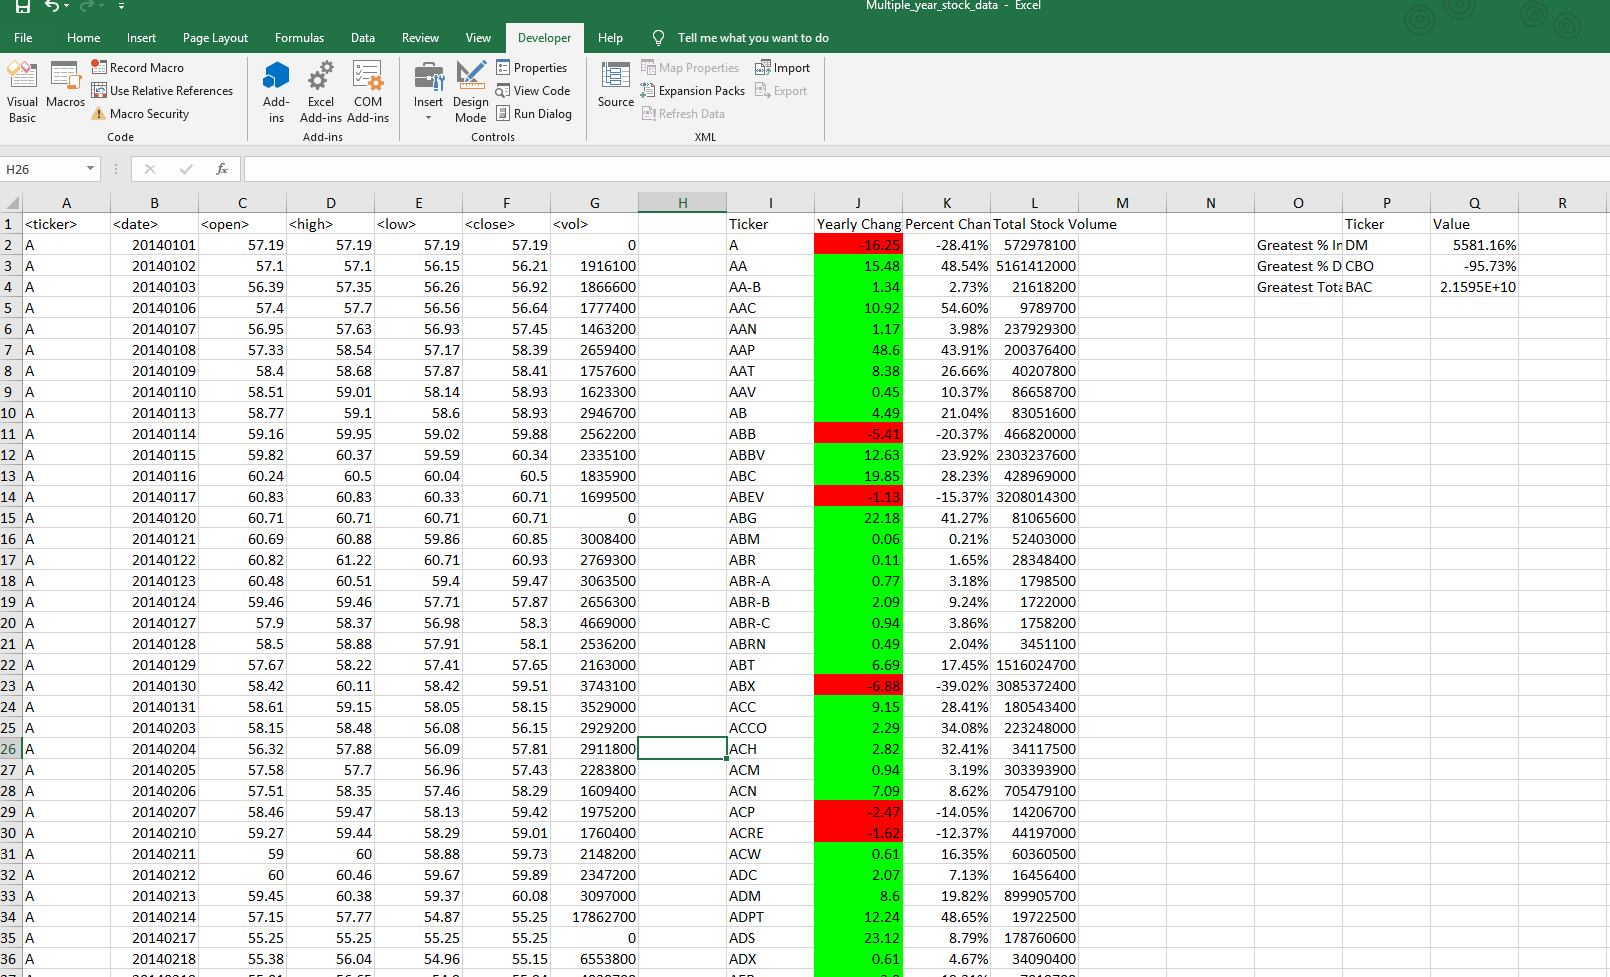 Multiple_year_stock_data - Excel
File Home Insert Page Layout Formulas Data Review View Developer Help Tell me what you want to do
Visual Basic Macros Record Macro Use Relative References Macro Security Code
Add-ins Excel Add-ins COM Add-ins Add-ins
Insert Design Mode Properties View Code Run Dialog Controls
Source Map Properties Expansion Packs Refresh Data Import Export XML
H26 fx
A B C D E F G H I J K L M N O P Q R
1 <ticker> <date> <open> <high> <low> <close> <vol> Ticker Yearly Chang Percent Chan Total Stock Volume Ticker Value
2 A 20140101 57.19 57.19 57.19 57.19 0 A -16.25 -28.41% 572978100 Greatest % In DM 5581.16%
3 A 20140102 57.1 57.1 56.15 56.21 1916100 AA 15.48 48.54% 5161412000 Greatest % D CBO -95.73%
4 A 20140103 56.39 57.35 56.26 56.92 1866600 AA-B 1.34 2.73% 21618200 Greatest Tota BAC 2.1595E+10
5 A 20140106 57.4 57.7 56.56 56.64 1777400 AAC 10.92 54.60% 9789700
6 A 20140107 56.95 57.63 56.93 57.45 1463200 AAN 1.17 3.98% 237929300
7 A 20140108 57.33 58.54 57.17 58.39 2659400 AAP 48.6 43.91% 200376400
8 A 20140109 58.4 58.68 57.87 58.41 1757600 AAT 8.38 26.66% 40207800
9 A 20140110 58.51 59.01 58.14 58.93 1623300 AAV 0.45 10.37% 86658700
10 A 20140113 58.77 59.1 58.6 58.93 2946700 AB 4.49 21.04% 83051600
11 A 20140114 59.16 59.95 59.02 59.88 2562200 ABB -5.41 -20.37% 466820000
12 A 20140115 59.82 60.37 59.59 60.34 2335100 ABBV 12.63 23.92% 2303237600
13 A 20140116 60.24 60.5 60.04 60.5 1835900 ABC 19.85 28.23% 428969000
14 A 20140117 60.83 60.83 60.33 60.71 1699500 ABEV -1.13 -15.37% 3208014300
15 A 20140120 60.71 60.71 60.71 60.71 0 ABG 22.18 41.27% 81065600
16 A 20140121 60.69 60.88 59.86 60.85 3008400 ABM 0.06 0.21% 52403000
17 A 20140122 60.82 61.22 60.71 60.93 2769300 ABR 0.11 1.65% 28348400
18 A 20140123 60.48 60.51 59.4 59.47 3063500 ABR-A 0.77 3.18% 1798500
19 A 20140124 59.46 59.46 57.71 57.87 2656300 ABR-B 2.09 9.24% 1722000
20 A 20140127 57.9 58.37 56.98 58.3 4669000 ABR-C 0.94 3.86% 1758200
21 A 20140128 58.5 58.88 57.91 58.1 2536200 ABRN 0.49 2.04% 3451100
22 A 20140129 57.67 58.22 57.41 57.65 2163000 ABT 6.69 17.45% 1516024700
23 A 20140130 58.42 60.11 58.42 59.51 3743100 ABX -6.88 -39.02% 3085372400
24 A 20140131 58.61 59.15 58.05 58.15 3529000 ACC 9.15 28.41% 180543400
25 A 20140203 58.15 58.48 56.08 56.15 2929200 ACCO 2.29 34.08% 223248000
26 A 20140204 56.32 57.88 56.09 57.81 2911800 ACH 2.82 32.41% 34117500
27 A 20140205 57.58 57.7 56.96 57.43 2283800 ACM 0.94 3.19% 303393900
28 A 20140206 57.51 58.35 57.46 58.29 1609400 ACN 7.09 8.62% 705479100
29 A 20140207 58.46 59.47 58.13 59.42 1975200 ACP -2.47 -14.05% 14206700
30 A 20140210 59.27 59.44 58.29 59.01 1760400 ACRE -1.62 -12.37% 44197000
31 A 20140211 59 60 58.88 59.73 2148200 ACW 0.61 16.35% 60360500
32 A 20140212 60 60.46 59.67 59.89 2347200 ADC 2.07 7.13% 16456400
33 A 20140213 59.45 60.38 59.37 60.08 3097000 ADM 8.6 19.82% 899905700
34 A 20140214 57.15 57.77 54.87 55.25 17862700 ADPT 12.24 48.65% 19722500
35 A 20140217 55.25 55.25 55.25 55.25 0 ADS 23.12 8.79% 178760600
36 A 20140218 55.38 56.04 54.96 55.15 6553800 ADX 0.61 4.67% 34090400